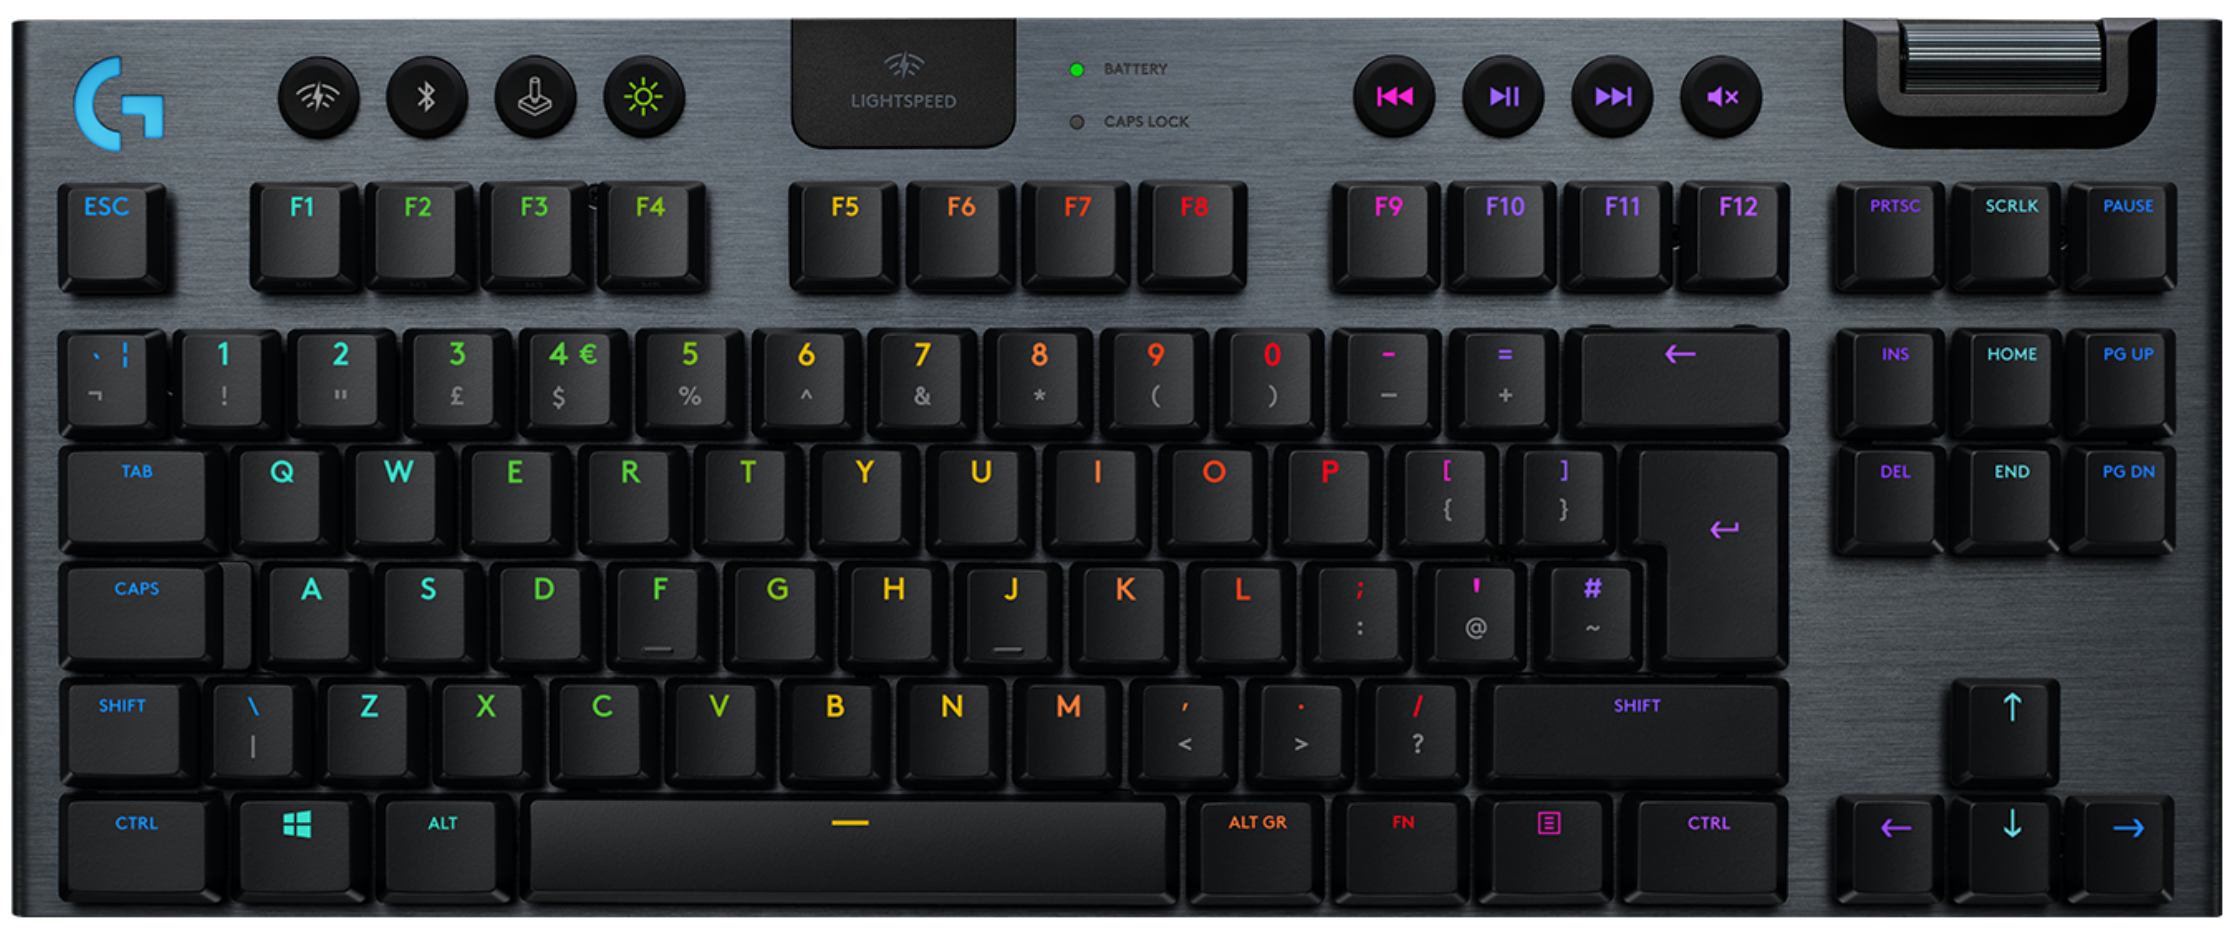 BATTERY
LIGHTSPEED
CAPS LOCK
ESC F1 F2 F3 F4 F5 F6 F7 F8 F9 F10 F11 F12 PRTSC SCRLK PAUSE
` ¦ 1 2 3 4 € 5 6 7 8 9 0 - = ← INS HOME PG UP
¬ ! " £ $ % ^ & * ( ) _ +
TAB Q W E R T Y U I O P [ ] DEL END PG DN
{ } ↵
CAPS A S D F G H J K L ; ' #
: @ ~
SHIFT \ Z X C V B N M , . / SHIFT ↑
| < > ?
CTRL ALT ALT GR FN CTRL ← ↓ →